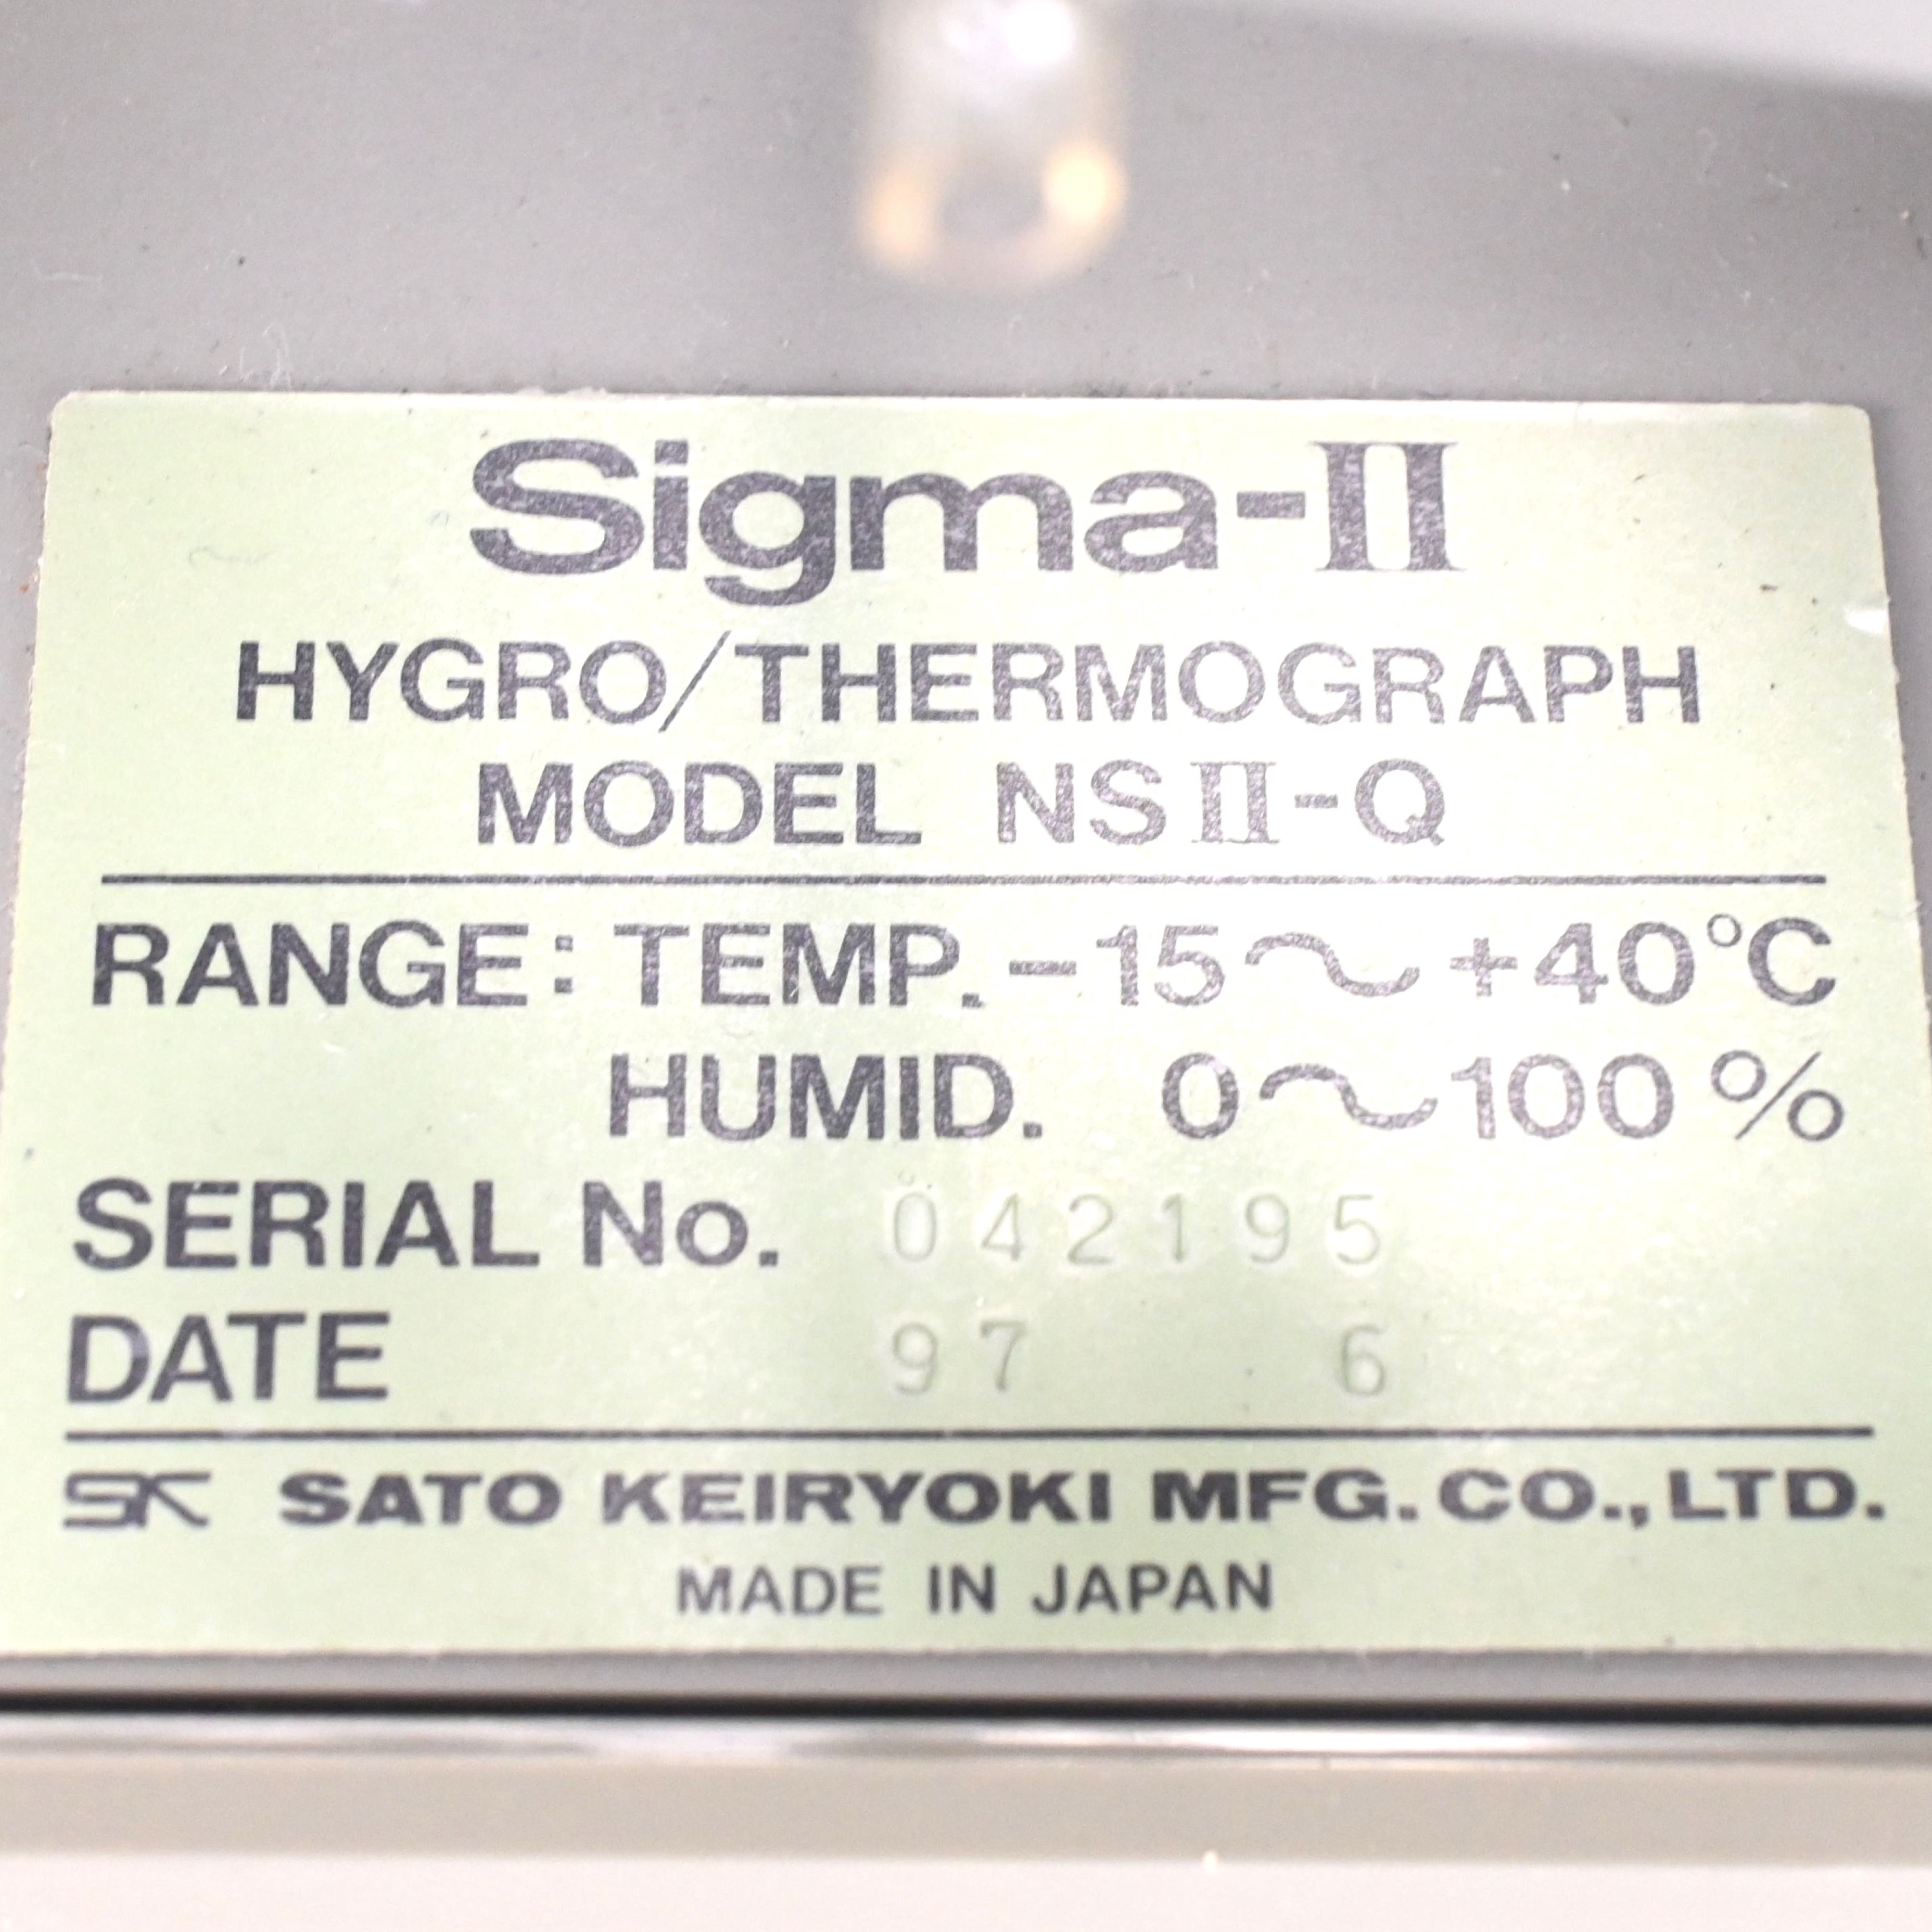 Sigma-II
HYGRO/THERMOGRAPH
MODEL NSII-Q
RANGE: TEMP. -15~+40°C
HUMID. 0~100%
SERIAL No. 042195
DATE 97 6
SK SATO KEIRYOKI MFG. CO., LTD.
MADE IN JAPAN